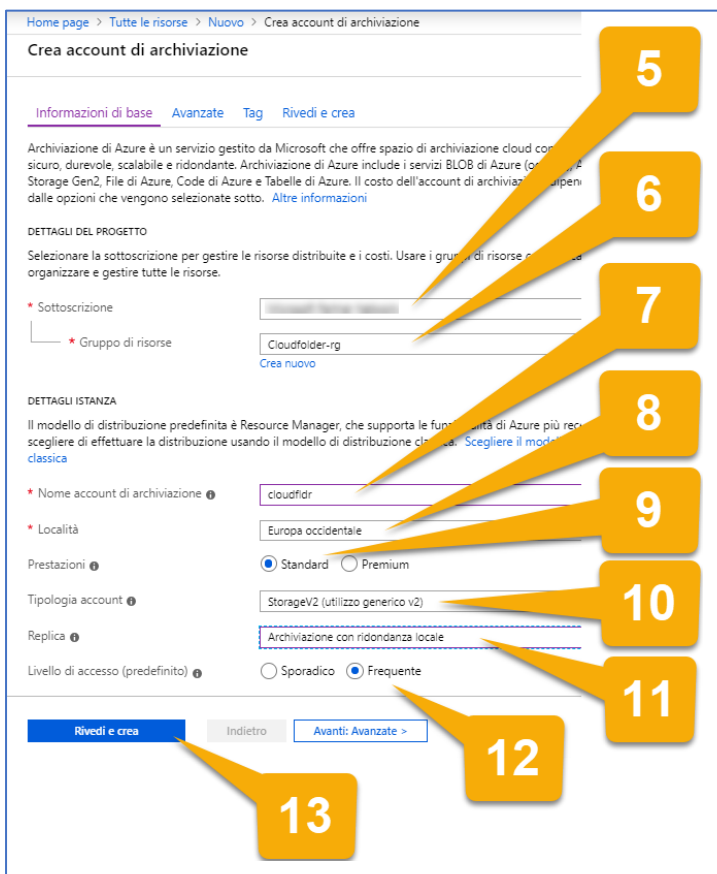 Home page > Tutte le risorse > Nuovo > Crea account di archiviazione
Crea account di archiviazione
5
Informazioni di base Avanzate Tag Rivedi e crea
Archiviazione di Azure è un servizio gestito da Microsoft che offre spazio di archiviazione cloud
sicuro, durevole, scalabile e ridondante. Archiviazione di Azure include i servizi BLOB di Azure
Storage Gen2, File di Azure, Code di Azure e Tabelle di Azure. Il costo dell'account di
dalle opzioni che vengono selezionate sotto. Altre informazioni
6
DETTAGLI DEL PROGETTO
Selezionare la sottoscrizione per gestire le risorse distribuite e i costi. Usare i di risorse
organizzare e gestire tutte le risorse.
* Sottoscrizione
7
* Gruppo di risorse Cloudfolder-rg
Crea nuovo
DETTAGLI ISTANZA
8
Il modello di distribuzione predefinita è Resource Manager, che supporta le di Azure più
scegliere di effettuare la distribuzione usando il modello di distribuzione Scegliere il
classica
* Nome account di archiviazione cloudfldr
9
* Località Europa occidentale
Prestazioni Standard Premium
Tipologia account StorageV2 (utilizzo generico v2)
10
Replica Archiviazione con ridondanza locale
Livello di accesso (predefinito) Sporadico Frequente
11
Rivedi e crea Indietro Avanti: Avanzate >
12
13